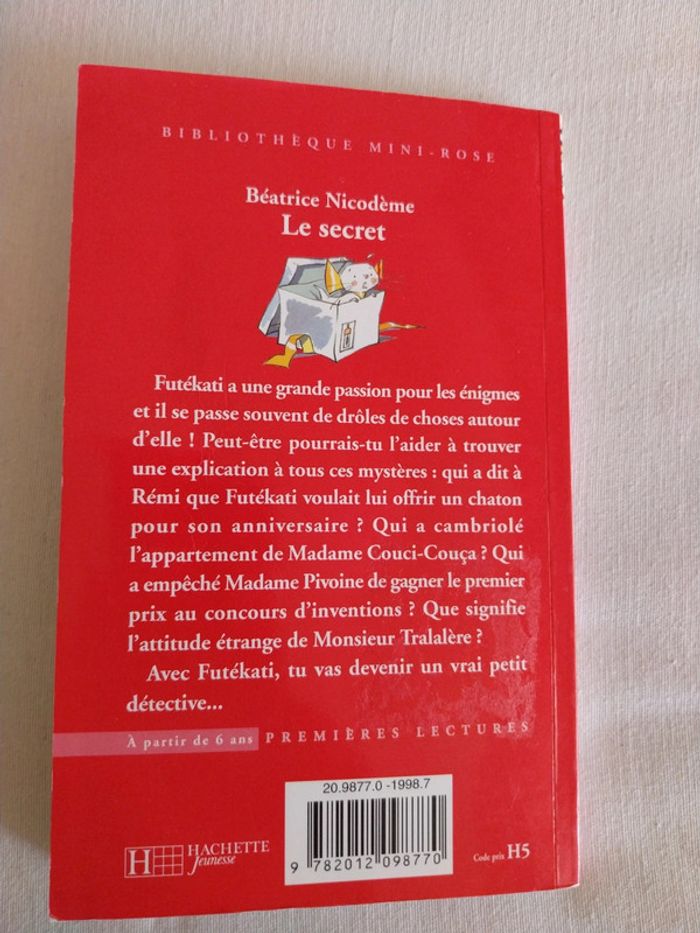 BIBLIOTHÈQUE MINI-ROSE
Béatrice Nicodème
Le secret
Futékati a une grande passion pour les énigmes
et il se passe souvent de drôles de choses autour
d'elle ! Peut-être pourrais-tu l'aider à trouver
une explication à tous ces mystères : qui a dit à
Rémi que Futékati voulait lui offrir un chaton
pour son anniversaire ? Qui a cambriolé
l'appartement de Madame Couci-Couça ? Qui
a empêché Madame Pivoine de gagner le premier
prix au concours d'inventions ? Que signifie
l'attitude étrange de Monsieur Tralalère ?
Avec Futékati, tu vas devenir un vrai petit
détective...
À partir de 6 ans PREMIÈRES LECTURES
20.9877.0 -1998.7
H HACHETTE
Jeunesse
9 782012 098770
Code prix H5